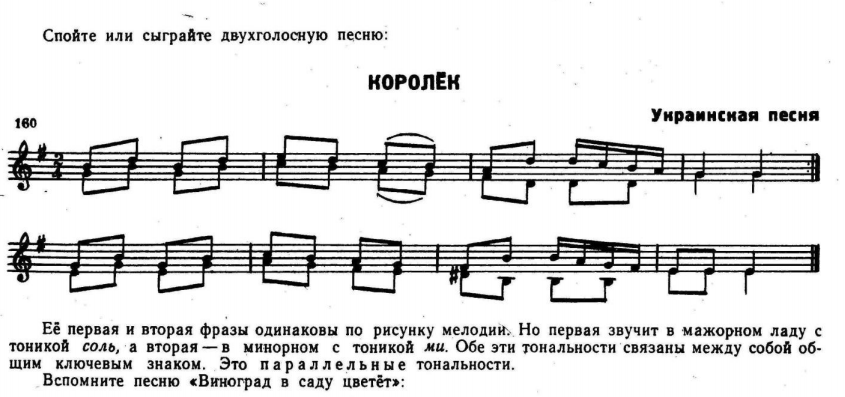 Спойте или сыграйте двухголосную песню:
КОРОЛЁК
Украинская песня
160
2
4
Её первая и вторая фразы одинаковы по рисунку мелодии. Но первая звучит в мажорном ладу с
тоникой соль, а вторая — в минорном с тоникой ми. Обе эти тональности связаны между собой об-
щим ключевым знаком. Это параллельные тональности.
Вспомните песню «Виноград в саду цветёт»: